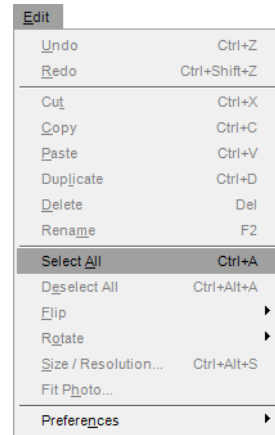 Edit
Undo Ctrl+Z
Redo Ctrl+Shift+Z
Cut Ctrl+X
Copy Ctrl+C
Paste Ctrl+V
Duplicate Ctrl+D
Delete Del
Rename F2
Select All Ctrl+A
Deselect All Ctrl+Alt+A
Flip
Rotate
Size / Resolution... Ctrl+Alt+S
Fit Photo...
Preferences